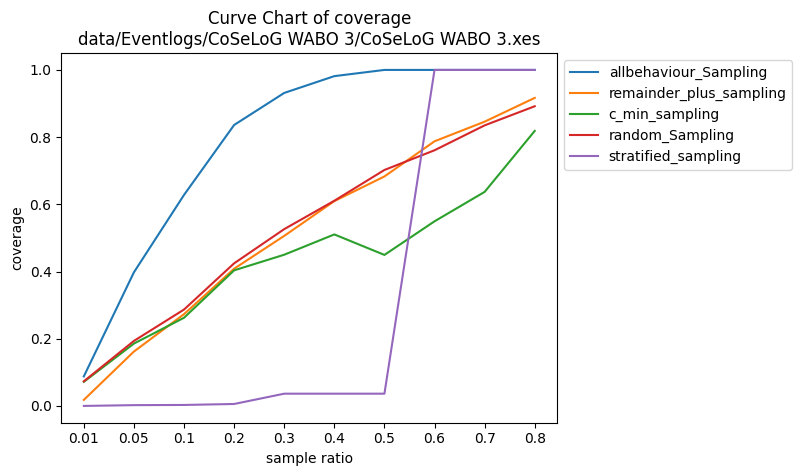 Curve Chart of coverage
data/Eventlogs/CoSeLoG WABO 3/CoSeLoG WABO 3.xes
coverage
1.0
0.8
0.6
0.4
0.2
0.0
0.01 0.05 0.1 0.2 0.3 0.4 0.5 0.6 0.7 0.8
sample ratio
allbehaviour_Sampling
remainder_plus_sampling
c_min_sampling
random_Sampling
stratified_sampling